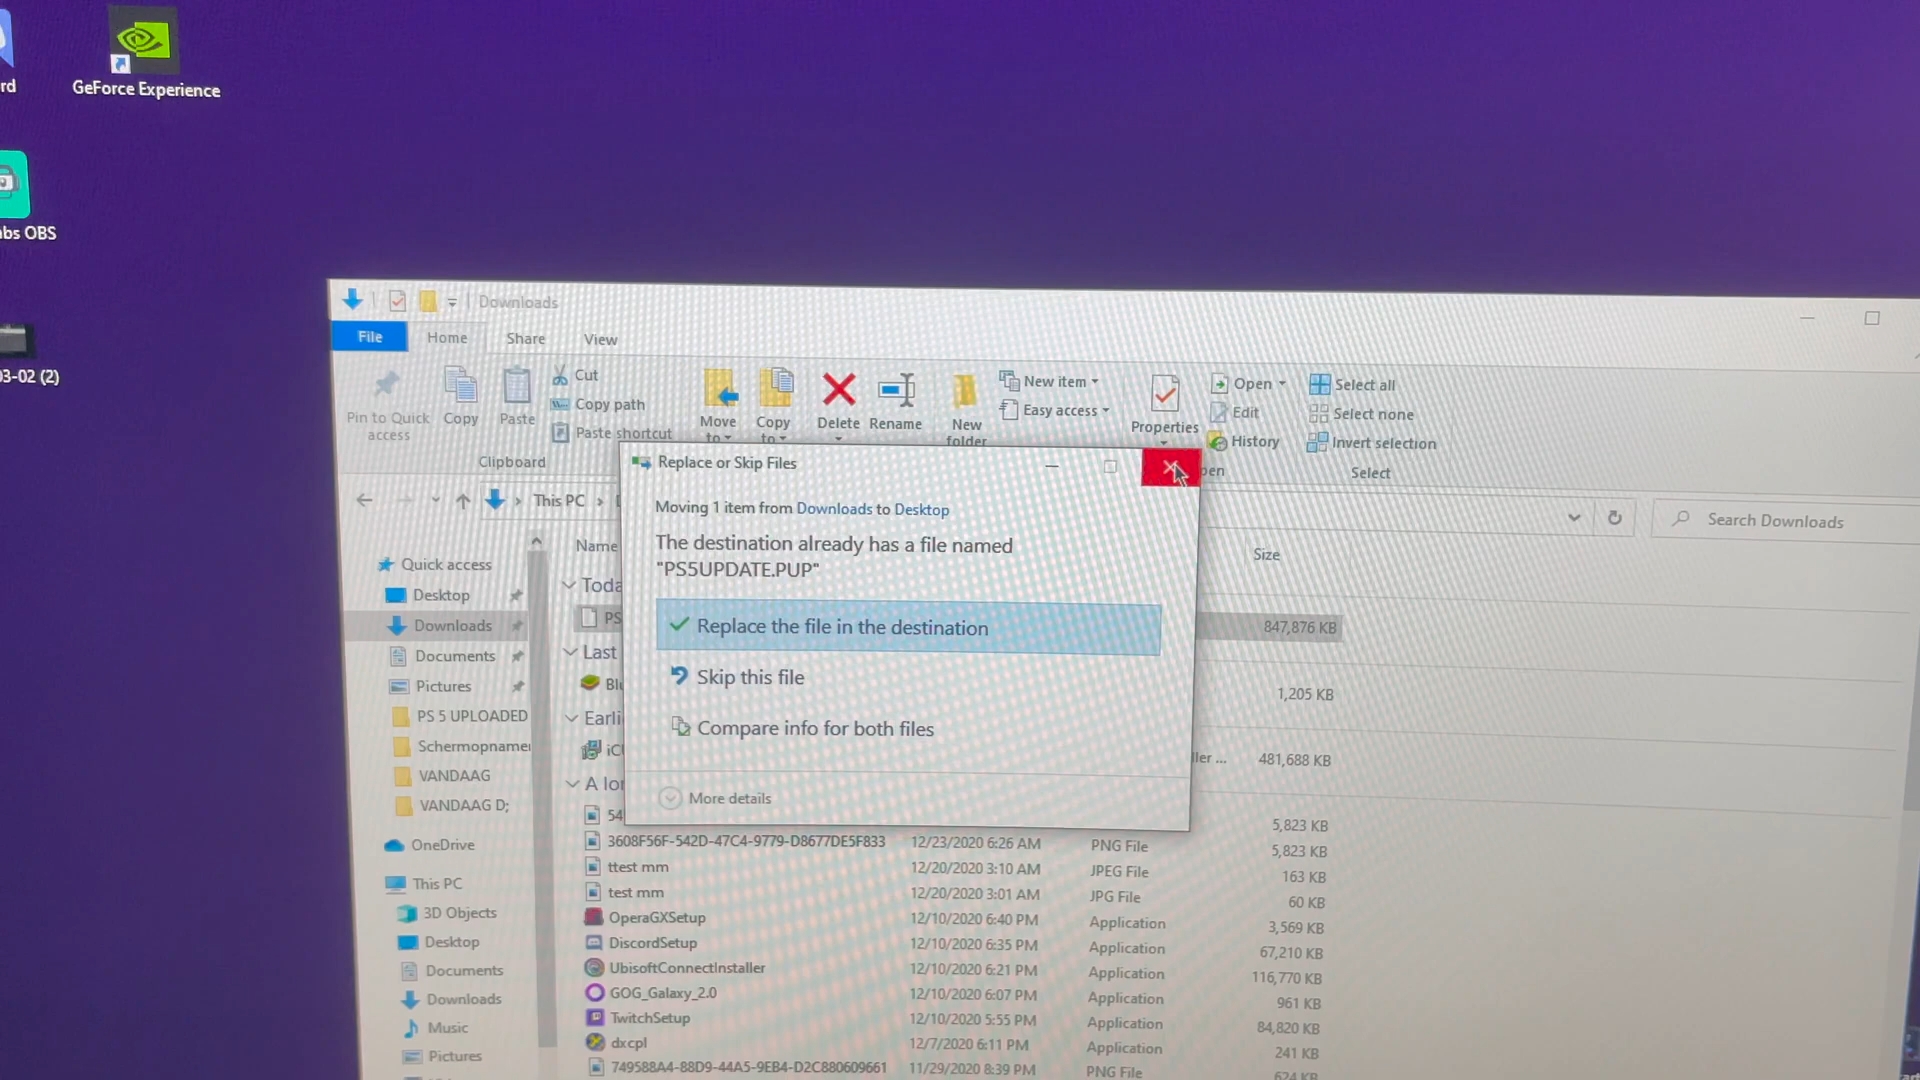 rd
GeForce Experience
abs OBS
03-02 (2)
Downloads
File
Home
Share
View
Pin to Quick
access
Copy
Paste
Cut
Copy path
Paste shortcut
Clipboard
Move
to
Copy
to
Delete
Rename
New
folder
New item
Easy access
Properties
Open
Edit
History
pen
Select all
Select none
Invert selection
Select
This PC
Search Downloads
Replace or Skip Files
Moving 1 item from Downloads to Desktop
The destination already has a file named
"PS5UPDATE.PUP"
Replace the file in the destination
Skip this file
Compare info for both files
More details
Quick access
Desktop
Downloads
Documents
Pictures
PS 5 UPLOADED
Schermopnamer
VANDAAG
VANDAAG D;
OneDrive
This PC
3D Objects
Desktop
Documents
Downloads
Music
Pictures
Name
Size
Toda
PS
847,876 KB
Last
Blu
1,205 KB
Earli
iCl
ller ...
481,688 KB
A lor
54
5,823 KB
3608F56F-542D-47C4-9779-D8677DE5F833 12/23/2020 6:26 AM PNG File 5,823 KB
ttest mm 12/20/2020 3:10 AM JPEG File 163 KB
test mm 12/20/2020 3:01 AM JPG File 60 KB
OperaGXSetup 12/10/2020 6:40 PM Application 3,569 KB
DiscordSetup 12/10/2020 6:35 PM Application 67,210 KB
UbisoftConnectInstaller 12/10/2020 6:21 PM Application 116,770 KB
GOG_Galaxy_2.0 12/10/2020 6:07 PM Application 961 KB
TwitchSetup 12/10/2020 5:55 PM Application 84,820 KB
dxcpl 12/7/2020 6:11 PM Application 241 KB
749588A4-88D9-44A5-9EB4-D2C880609661 11/29/2020 8:39 PM PNG File 624 KB